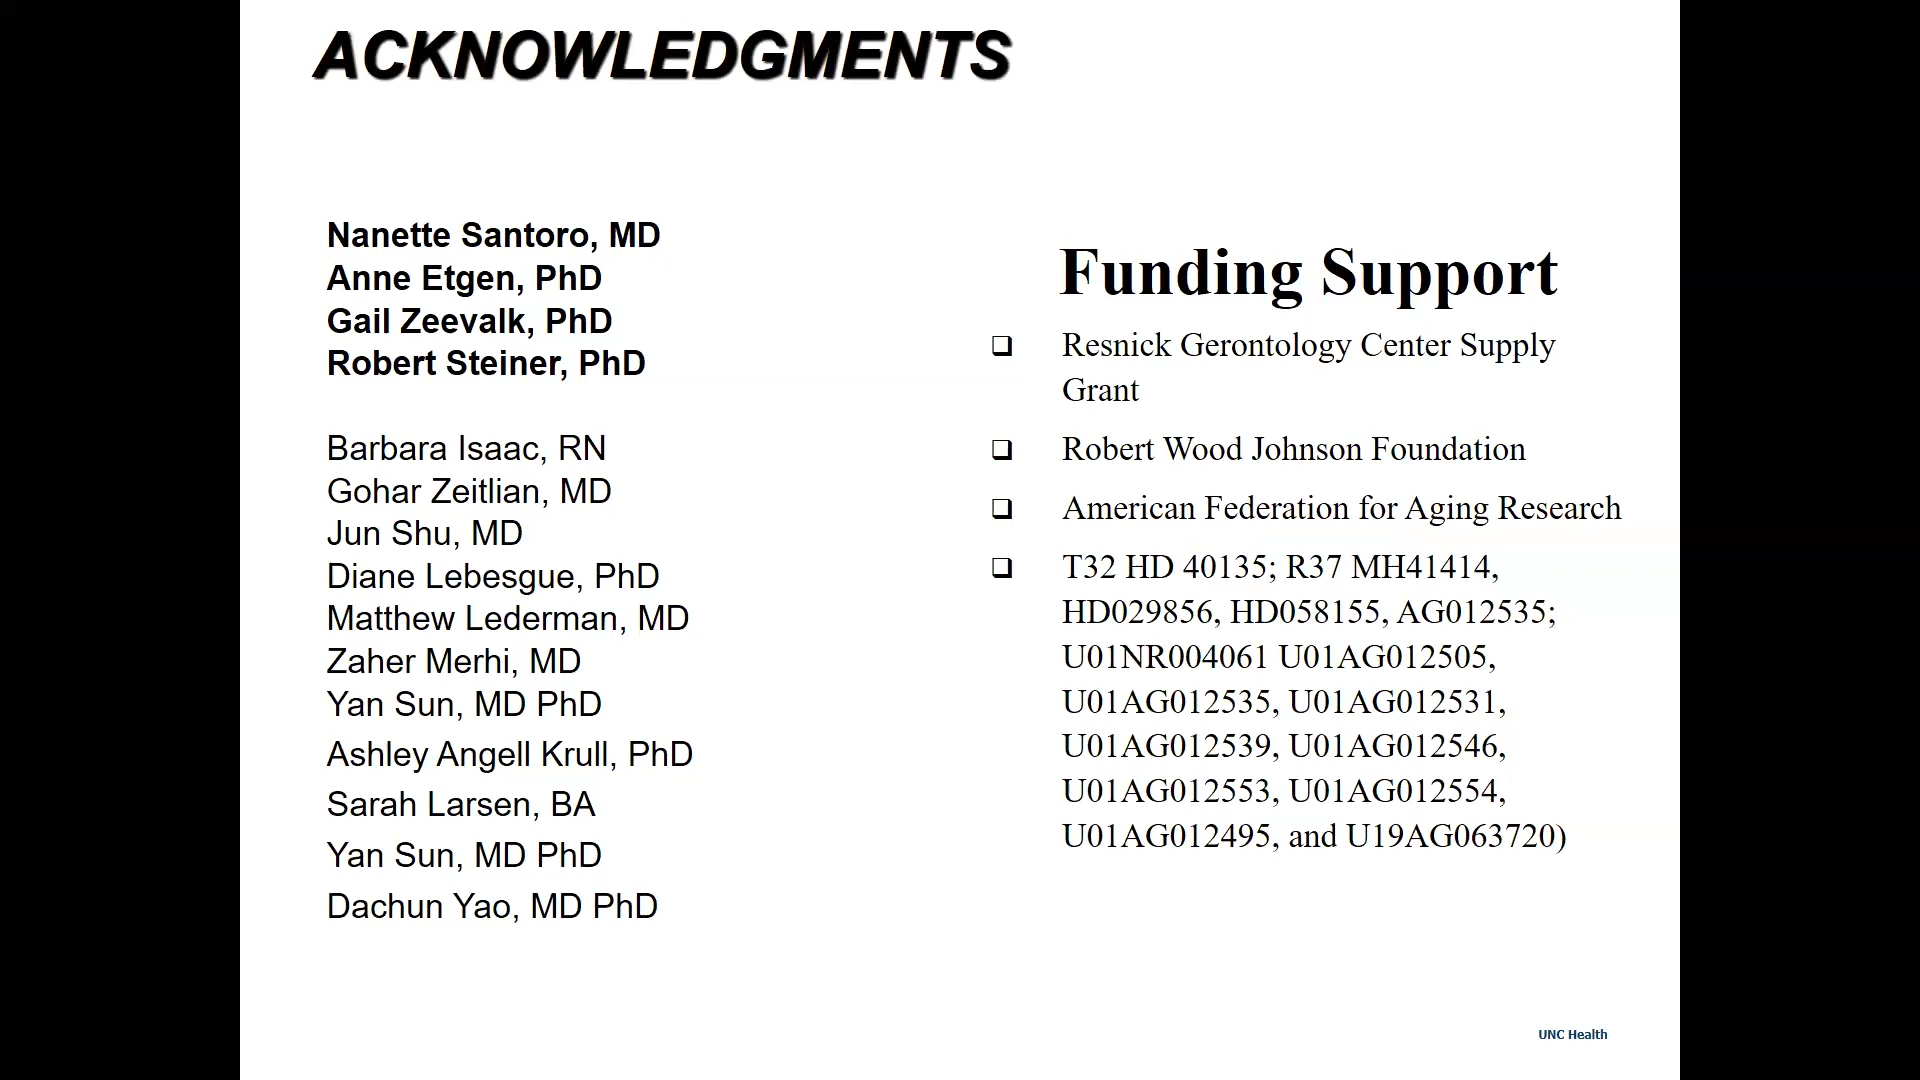 ACKNOWLEDGMENTS
Nanette Santoro, MD
Anne Etgen, PhD
Gail Zeevalk, PhD
Robert Steiner, PhD
Barbara Isaac, RN
Gohar Zeitlian, MD
Jun Shu, MD
Diane Lebesgue, PhD
Matthew Lederman, MD
Zaher Merhi, MD
Yan Sun, MD PhD
Ashley Angell Krull, PhD
Sarah Larsen, BA
Yan Sun, MD PhD
Dachun Yao, MD PhD
Funding Support
❑ Resnick Gerontology Center Supply
Grant
❑ Robert Wood Johnson Foundation
❑ American Federation for Aging Research
❑ T32 HD 40135; R37 MH41414,
HD029856, HD058155, AG012535;
U01NR004061 U01AG012505,
U01AG012535, U01AG012531,
U01AG012539, U01AG012546,
U01AG012553, U01AG012554,
U01AG012495, and U19AG063720)
UNC Health